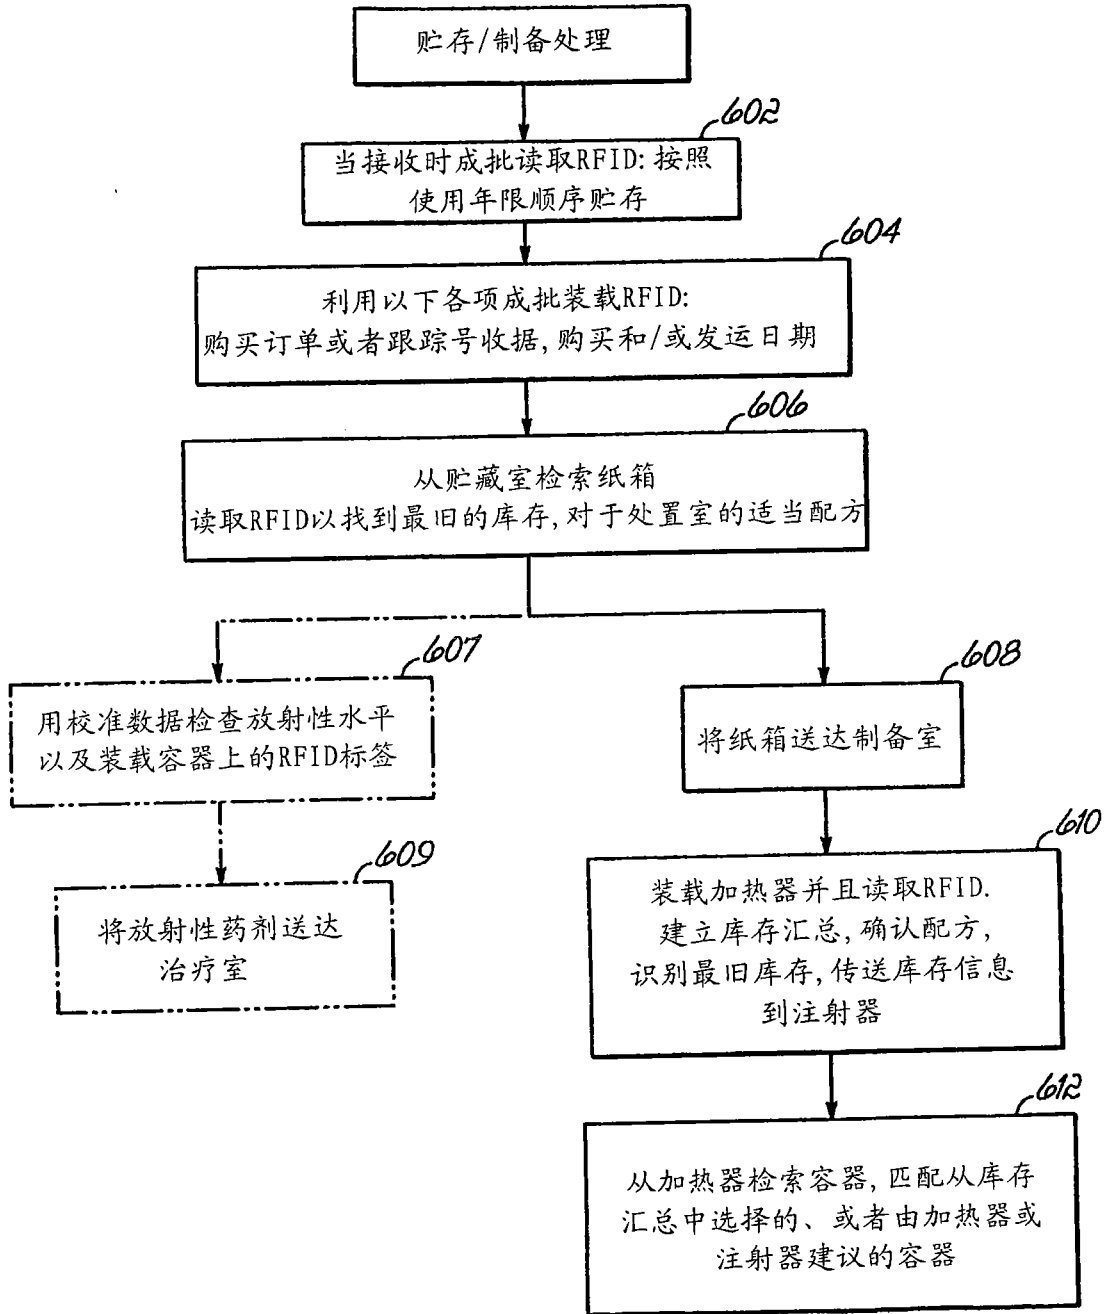 贮存/制备处理
602
当接收时成批读取RFID:按照
使用年限顺序贮存
604
利用以下各项成批装载RFID:
购买订单或者跟踪号收据,购买和/或发运日期
606
从贮藏室检索纸箱
读取RFID以找到最旧的库存,对于处置室的适当配方
607
用校准数据检查放射性水平
以及装载容器上的RFID标签
608
将纸箱送达制备室
609
将放射性药剂送达
治疗室
610
装载加热器并且读取RFID.
建立库存汇总,确认配方,
识别最旧库存,传送库存信息
到注射器
612
从加热器检索容器,匹配从库存
汇总中选择的、或者由加热器或
注射器建议的容器